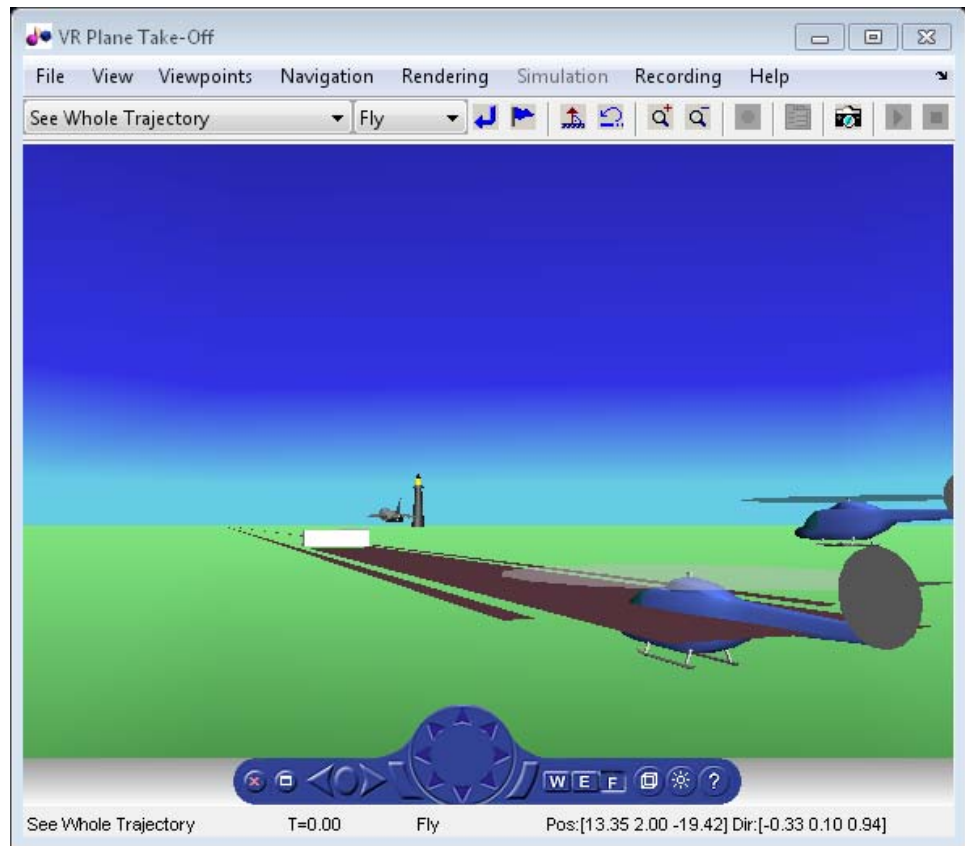 VR Plane Take-Off
File View Viewpoints Navigation Rendering Simulation Recording Help
See Whole Trajectory Fly
W E F ?
See Whole Trajectory T=0.00 Fly Pos:[13.35 2.00 -19.42] Dir:[-0.33 0.10 0.94]